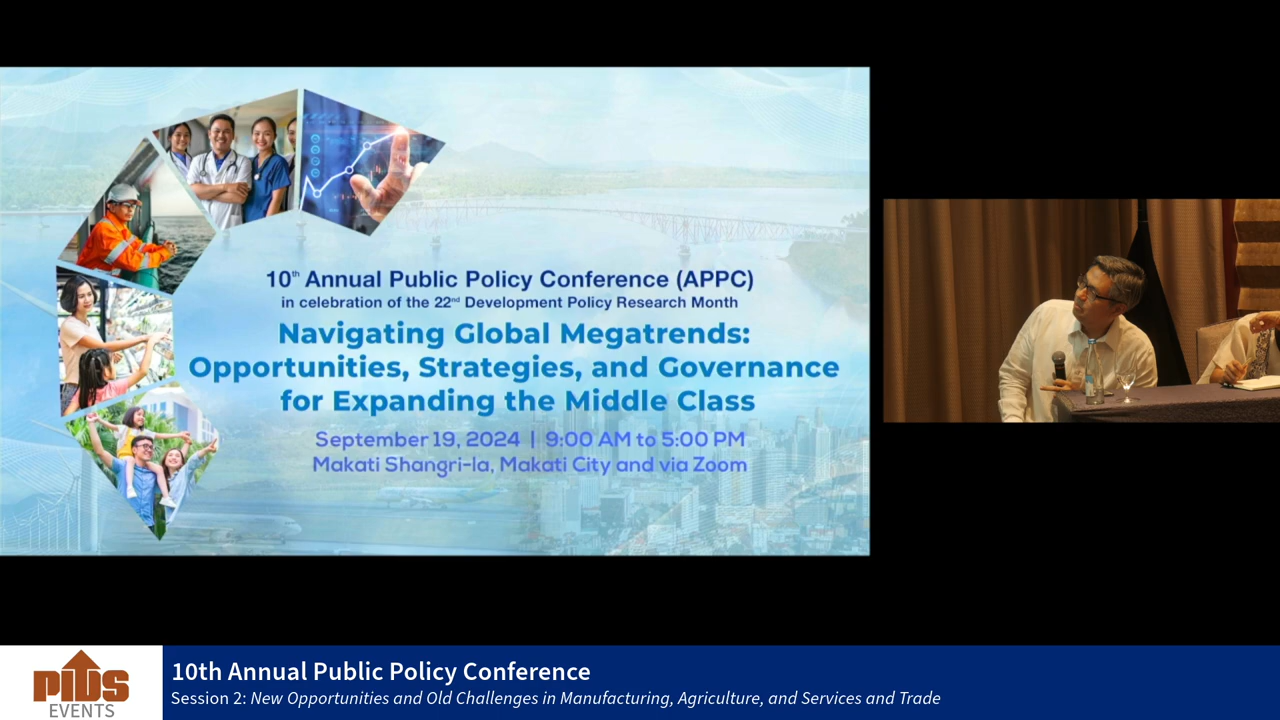 10th Annual Public Policy Conference (APPC)
in celebration of the 22nd Development Policy Research Month
Navigating Global Megatrends:
Opportunities, Strategies, and Governance
for Expanding the Middle Class
September 19, 2024 | 9:00 AM to 5:00 PM
Makati Shangri-la, Makati City and via Zoom
PIDS
EVENTS
10th Annual Public Policy Conference
Session 2: New Opportunities and Old Challenges in Manufacturing, Agriculture, and Services and Trade